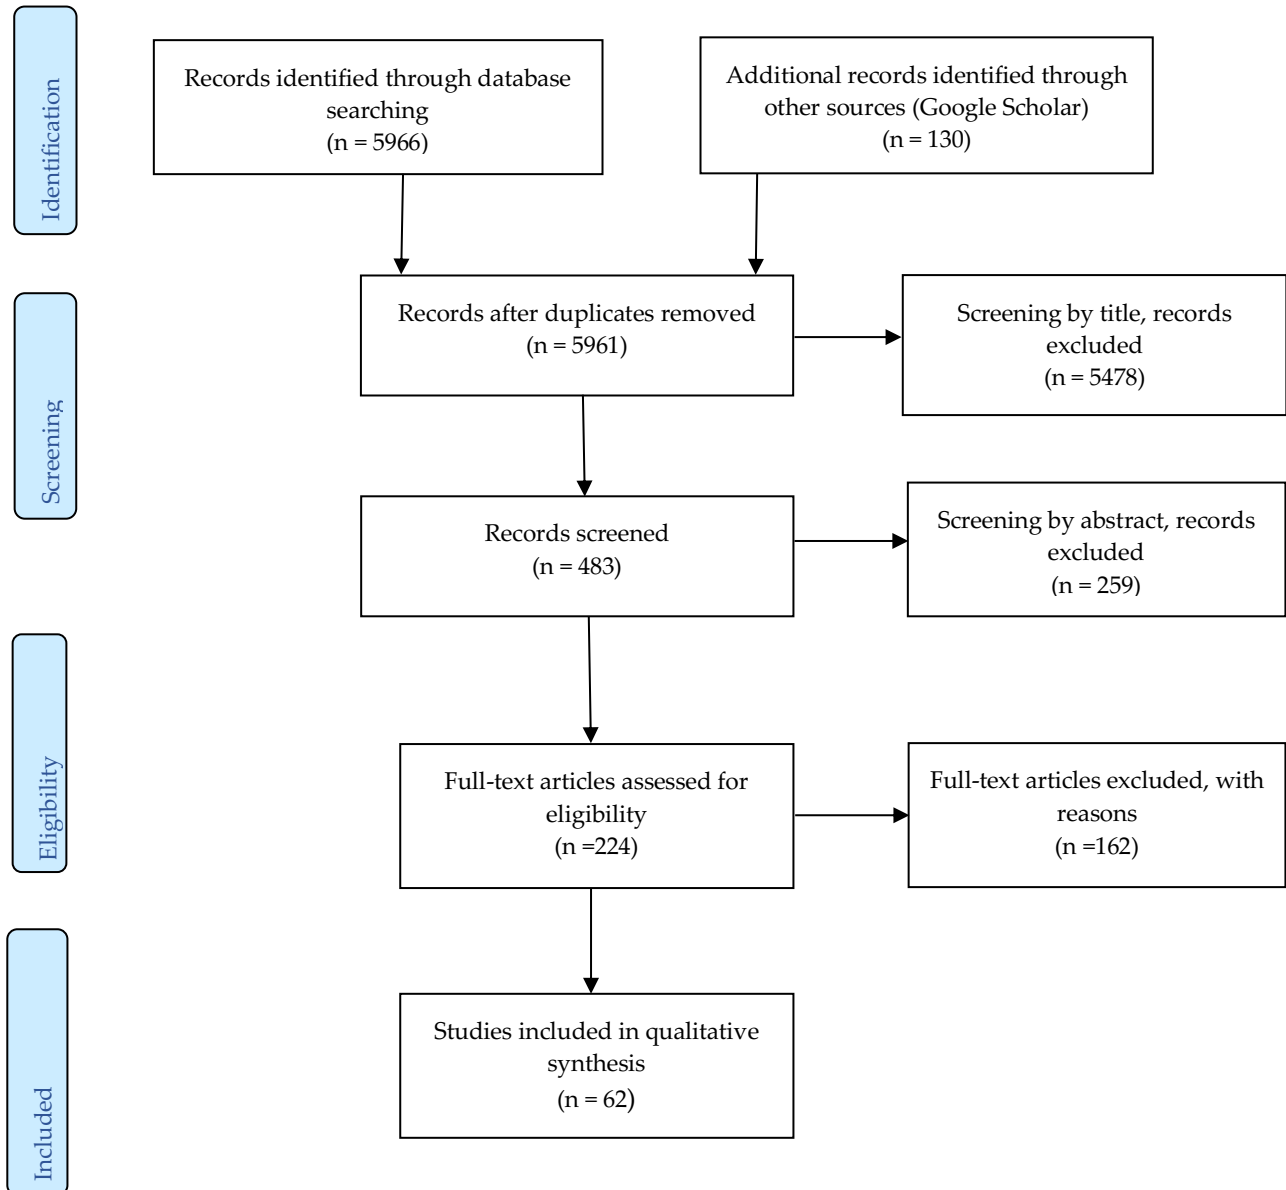 Identification
Records identified through database
searching
(n = 5966)
Additional records identified through
other sources (Google Scholar)
(n = 130)
Screening
Records after duplicates removed
(n = 5961)
Screening by title, records
excluded
(n = 5478)
Records screened
(n = 483)
Screening by abstract, records
excluded
(n = 259)
Eligibility
Full-text articles assessed for
eligibility
(n =224)
Full-text articles excluded, with
reasons
(n =162)
Included
Studies included in qualitative
synthesis
(n = 62)